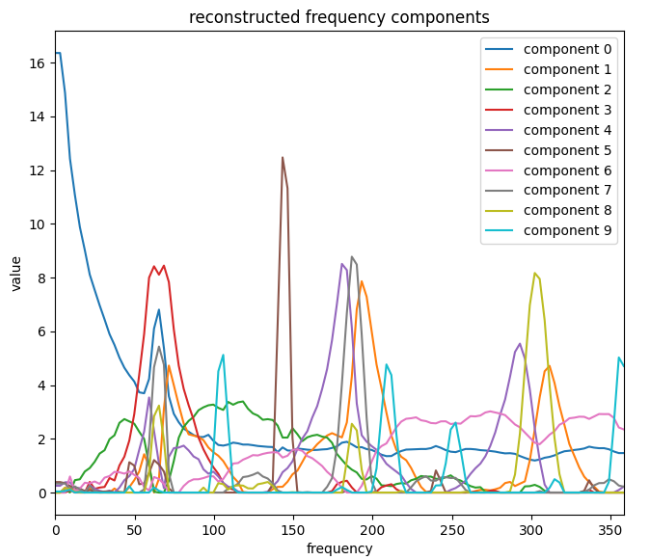 reconstructed frequency components
component 0
component 1
component 2
component 3
component 4
component 5
component 6
component 7
component 8
component 9
value
16
14
12
10
8
6
4
2
0
0 50 100 150 200 250 300 350
frequency